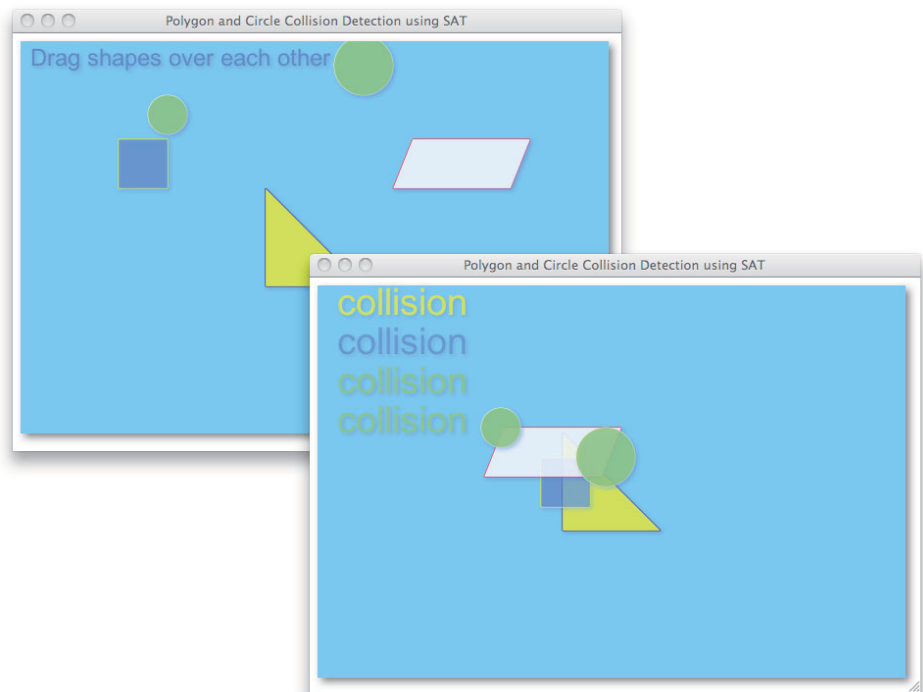 Polygon and Circle Collision Detection using SAT
Drag shapes over each other
Polygon and Circle Collision Detection using SAT
collision
collision
collision
collision